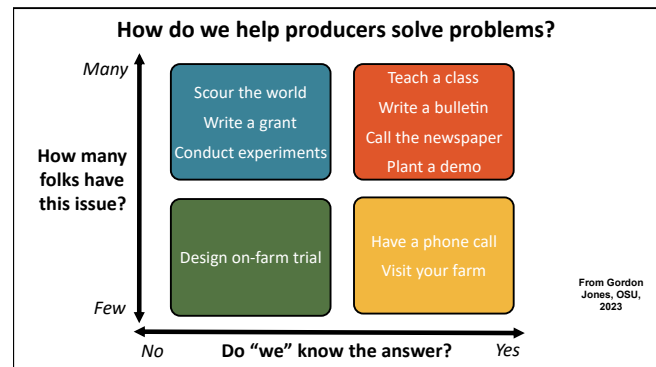 How do we help producers solve problems?
Many
Scour the world
Write a grant
Conduct experiments
Teach a class
Write a bulletin
Call the newspaper
Plant a demo
How many
folks have
this issue?
Design on-farm trial
Have a phone call
Visit your farm
From Gordon
Jones, OSU,
2023
Few
No
Do “we” know the answer?
Yes